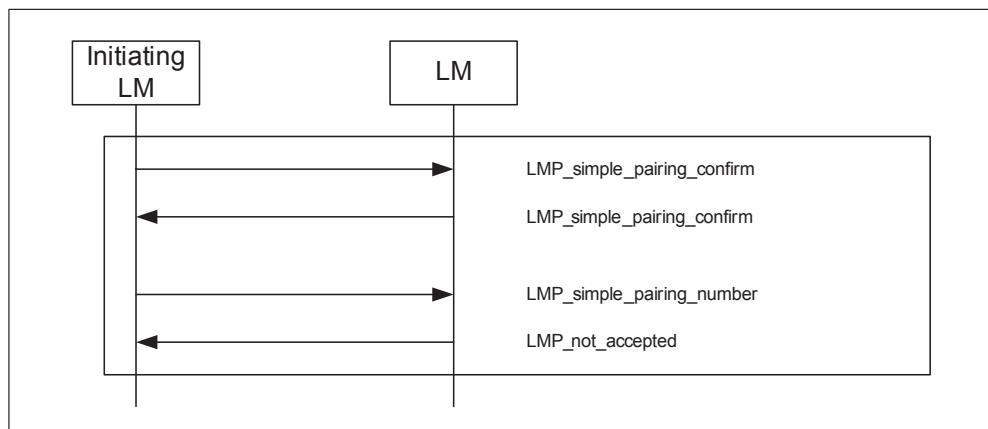 Initiating
LM
LM
LMP_simple_pairing_confirm
LMP_simple_pairing_confirm
LMP_simple_pairing_number
LMP_not_accepted